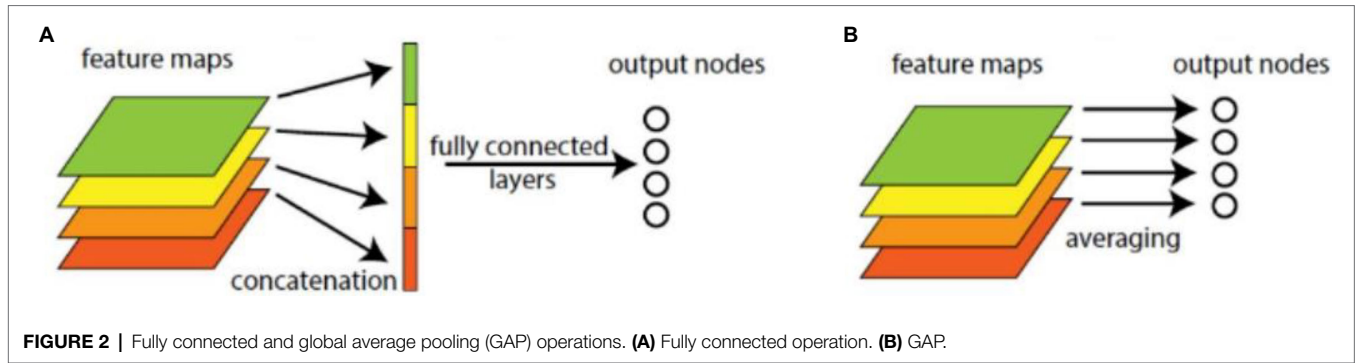 A
feature maps
concatenation
fully connected
layers
output nodes
B
feature maps
averaging
output nodes
FIGURE 2 | Fully connected and global average pooling (GAP) operations. (A) Fully connected operation. (B) GAP.